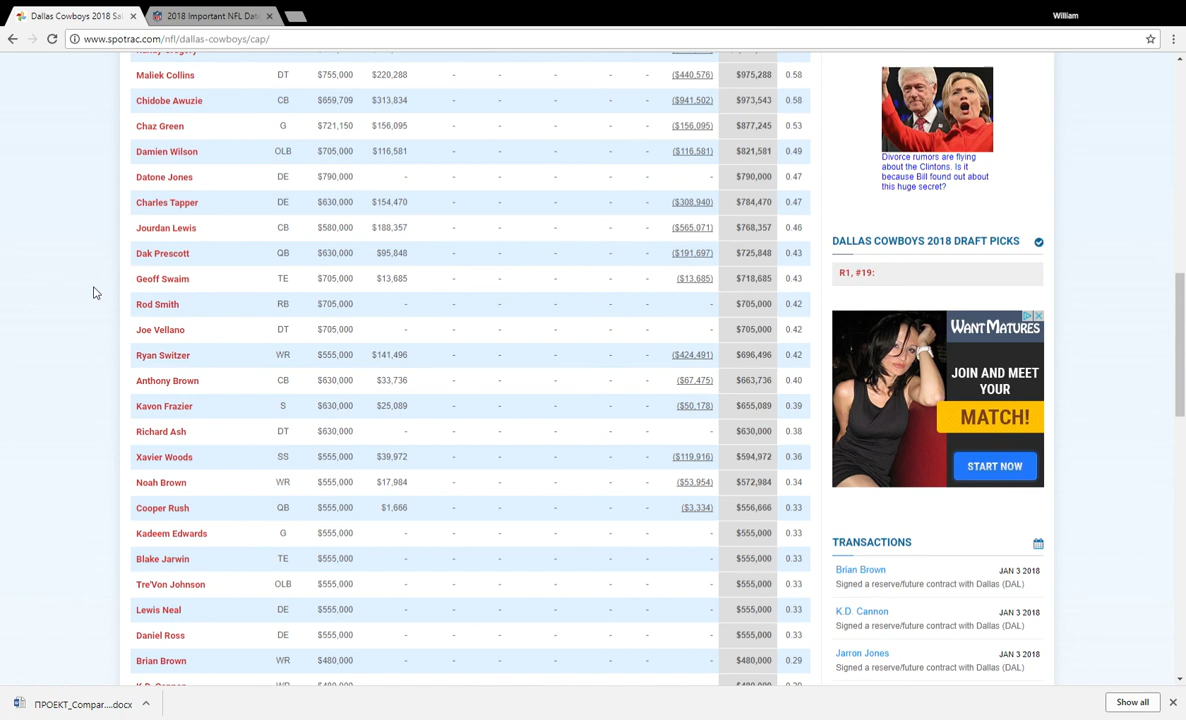 Dallas Cowboys 2018 Sal
2018 Important NFL Date
William
www.spotrac.com/nfl/dallas-cowboys/cap/
Maliek Collins DT $755,000 $220,288 - - - - - ($440,576) $975,288 0.58
Chidobe Awuzie CB $659,709 $313,834 - - - - - ($941,502) $973,543 0.58
Chaz Green G $721,150 $156,095 - - - - - ($156,095) $877,245 0.53
Damien Wilson OLB $705,000 $116,581 - - - - - ($116,581) $821,581 0.49
Datone Jones DE $790,000 - - - - - - - $790,000 0.47
Charles Tapper DE $630,000 $154,470 - - - - - ($308,940) $784,470 0.47
Jourdan Lewis CB $580,000 $188,357 - - - - - ($565,071) $768,357 0.46
Dak Prescott QB $630,000 $95,848 - - - - - ($191,697) $725,848 0.43
Geoff Swaim TE $705,000 $13,685 - - - - - ($13,685) $718,685 0.43
Rod Smith RB $705,000 - - - - - - - $705,000 0.42
Joe Vellano DT $705,000 - - - - - - - $705,000 0.42
Ryan Switzer WR $555,000 $141,496 - - - - - ($424,491) $696,496 0.42
Anthony Brown CB $630,000 $33,736 - - - - - ($67,475) $663,736 0.40
Kavon Frazier S $630,000 $25,089 - - - - - ($50,178) $655,089 0.39
Richard Ash DT $630,000 - - - - - - - $630,000 0.38
Xavier Woods SS $555,000 $39,972 - - - - - ($119,916) $594,972 0.36
Noah Brown WR $555,000 $17,984 - - - - - ($53,954) $572,984 0.34
Cooper Rush QB $555,000 $1,666 - - - - - ($3,334) $556,666 0.33
Kadeem Edwards G $555,000 - - - - - - - $555,000 0.33
Blake Jarwin TE $555,000 - - - - - - - $555,000 0.33
Tre'Von Johnson OLB $555,000 - - - - - - - $555,000 0.33
Lewis Neal DE $555,000 - - - - - - - $555,000 0.33
Daniel Ross DE $555,000 - - - - - - - $555,000 0.33
Brian Brown WR $480,000 - - - - - - - $480,000 0.29
Divorce rumors are flying
about the Clintons. Is it
because Bill found out about
this huge secret?
DALLAS COWBOYS 2018 DRAFT PICKS
R1, #19:
WANTMATURES
JOIN AND MEET
YOUR
MATCH!
START NOW
TRANSACTIONS
Brian Brown JAN 3 2018
Signed a reserve/future contract with Dallas (DAL)
K.D. Cannon JAN 3 2018
Signed a reserve/future contract with Dallas (DAL)
Jarron Jones JAN 3 2018
Signed a reserve/future contract with Dallas (DAL)
ПРОЕКТ_Compar....docx
Show all